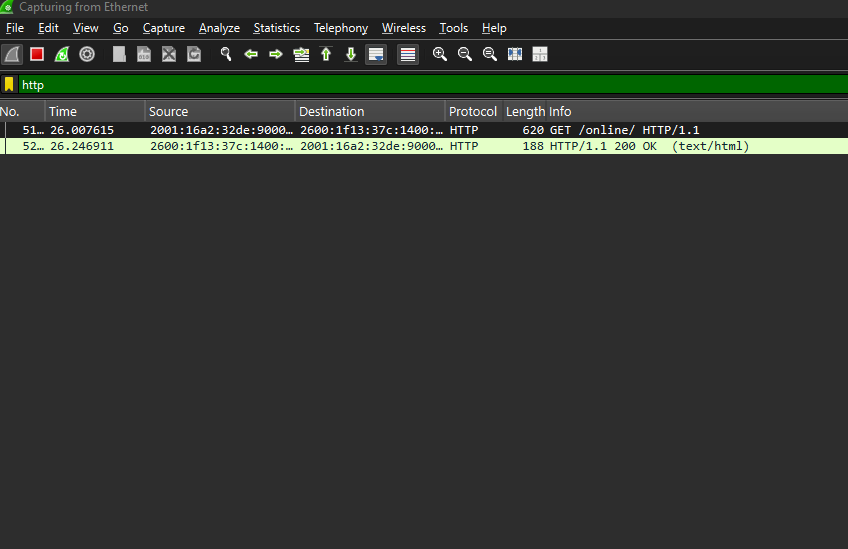 Capturing from Ethernet
File Edit View Go Capture Analyze Statistics Telephony Wireless Tools Help
http
No. Time Source Destination Protocol Length Info
51… 26.007615 2001:16a2:32de:9000… 2600:1f13:37c:1400:… HTTP 620 GET /online/ HTTP/1.1
52… 26.246911 2600:1f13:37c:1400:… 2001:16a2:32de:9000… HTTP 188 HTTP/1.1 200 OK (text/html)